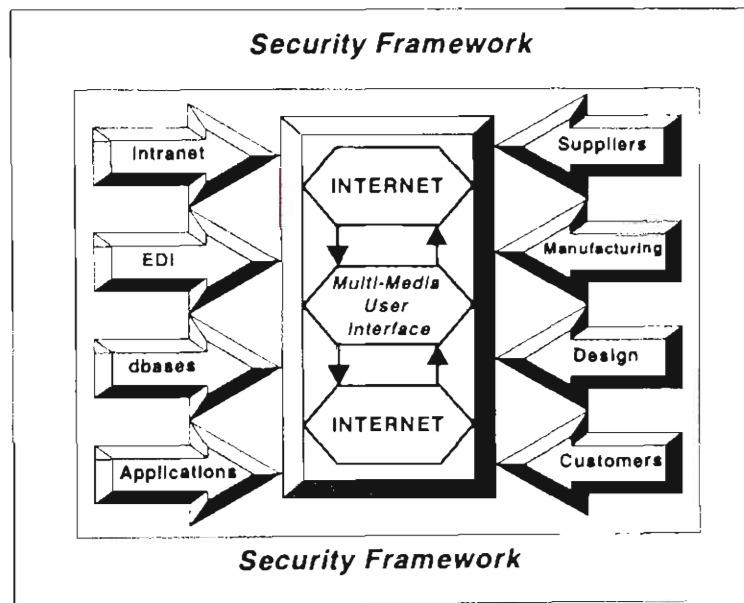 Security Framework
Intranet
EDI
dbases
Applications
INTERNET
Multi-Media
User
Interface
INTERNET
Suppliers
Manufacturing
Design
Customers
Security Framework